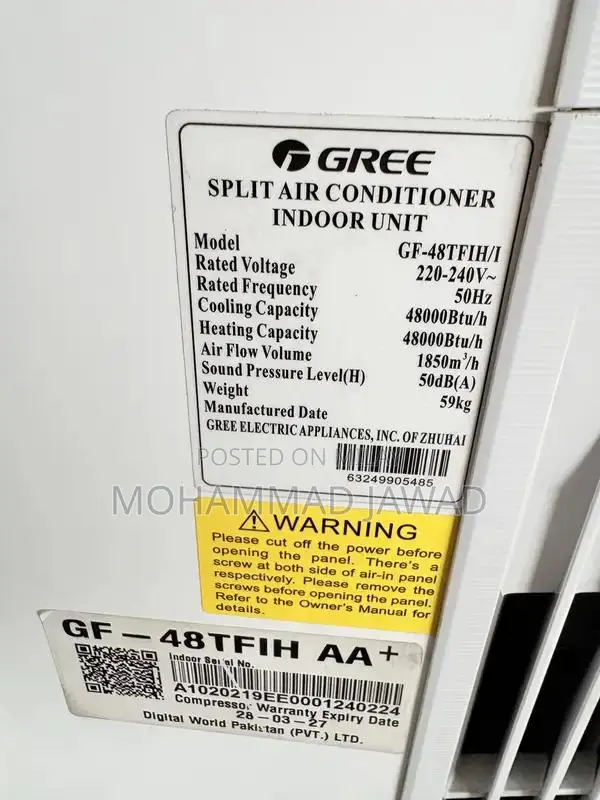 GREE
SPLIT AIR CONDITIONER
INDOOR UNIT
Model GF-48TFIH/I
Rated Voltage 220-240V~
Rated Frequency 50Hz
Cooling Capacity 48000Btu/h
Heating Capacity 48000Btu/h
Air Flow Volume 1850m³/h
Sound Pressure Level(H) 50dB(A)
Weight 59kg
Manufactured Date
GREE ELECTRIC APPLIANCES, INC. OF ZHUHAI
POSTED ON
63249905485
MOHAMMAD JAWAD
WARNING
Please cut off the power before
opening the panel. There's a
screw at both side of air-in panel
respectively. Please remove the
screws before opening the panel.
Refer to the Owner's Manual for
details.
GF-48TFIH AA+
Indoor Serial No.
A1020219EE0001240224
Compressor Warranty Expiry Date
28-03-27
Digital World Pakistan (PVT.) LTD.